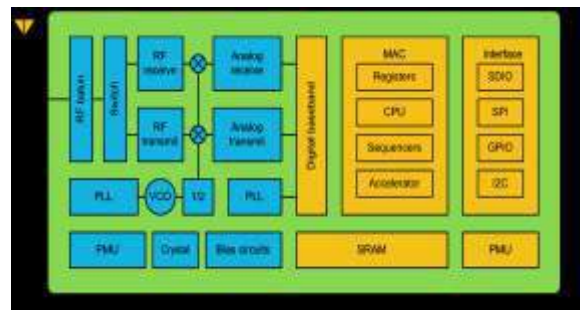 RF Balun
Switch
RF
receive
Analog
receive
RF
transmit
Analog
transmit
Digital baseband
MAC
Registers
CPU
Sequencers
Accelerator
Interface
SDIO
SPI
GPIO
I2C
PLL
VCO
1/2
PLL
PMU
Crystal
Bias circuits
SRAM
PMU